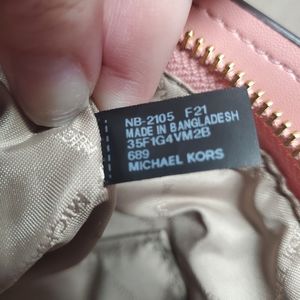 NB-2105 F21
MADE IN BANGLADESH
35F1G4VM2B
689
MICHAEL KORS